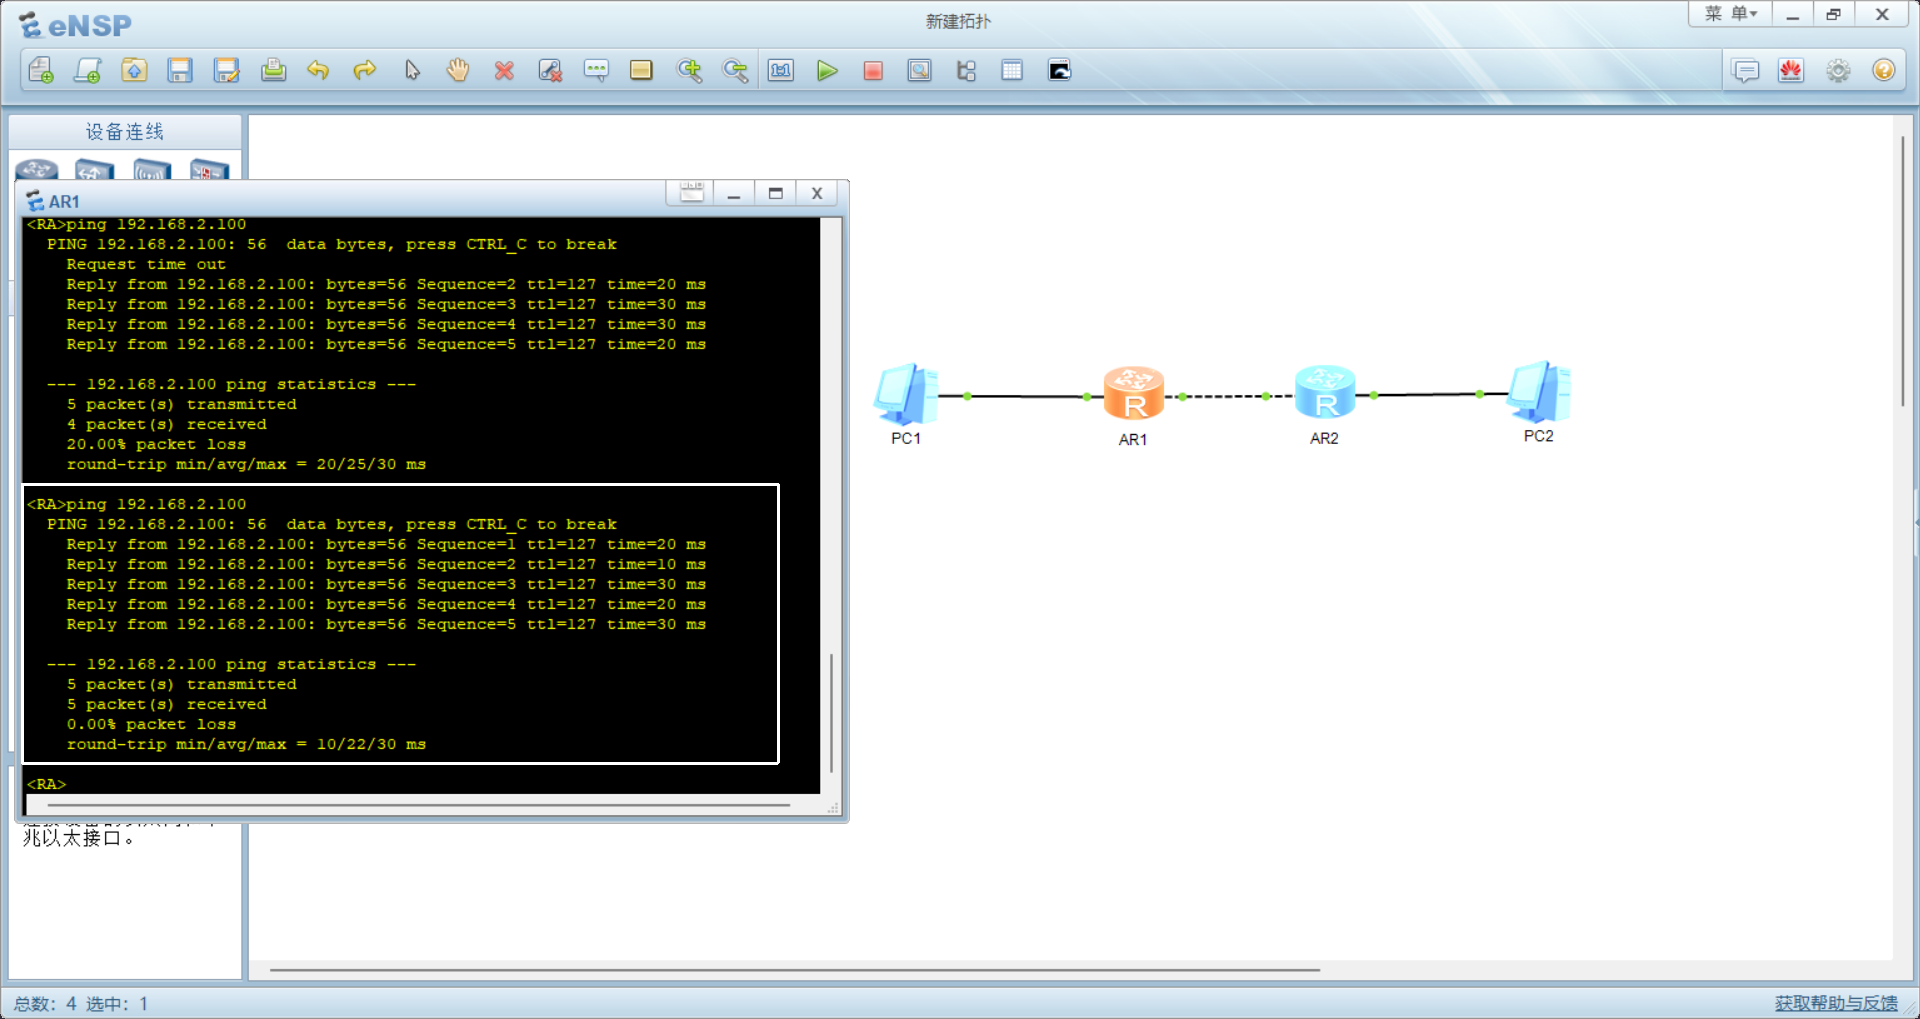 eNSP
新建拓扑
菜 单
设备连线
AR1
<RA>ping 192.168.2.100
PING 192.168.2.100: 56  data bytes, press CTRL_C to break
Request time out
Reply from 192.168.2.100: bytes=56 Sequence=2 ttl=127 time=20 ms
Reply from 192.168.2.100: bytes=56 Sequence=3 ttl=127 time=30 ms
Reply from 192.168.2.100: bytes=56 Sequence=4 ttl=127 time=30 ms
Reply from 192.168.2.100: bytes=56 Sequence=5 ttl=127 time=20 ms
--- 192.168.2.100 ping statistics ---
5 packet(s) transmitted
4 packet(s) received
20.00% packet loss
round-trip min/avg/max = 20/25/30 ms
<RA>ping 192.168.2.100
PING 192.168.2.100: 56  data bytes, press CTRL_C to break
Reply from 192.168.2.100: bytes=56 Sequence=1 ttl=127 time=20 ms
Reply from 192.168.2.100: bytes=56 Sequence=2 ttl=127 time=10 ms
Reply from 192.168.2.100: bytes=56 Sequence=3 ttl=127 time=30 ms
Reply from 192.168.2.100: bytes=56 Sequence=4 ttl=127 time=20 ms
Reply from 192.168.2.100: bytes=56 Sequence=5 ttl=127 time=30 ms
--- 192.168.2.100 ping statistics ---
5 packet(s) transmitted
5 packet(s) received
0.00% packet loss
round-trip min/avg/max = 10/22/30 ms
<RA>
兆以太接口。
R
R
PC1
AR1
AR2
PC2
总数: 4 选中: 1
获取帮助与反馈